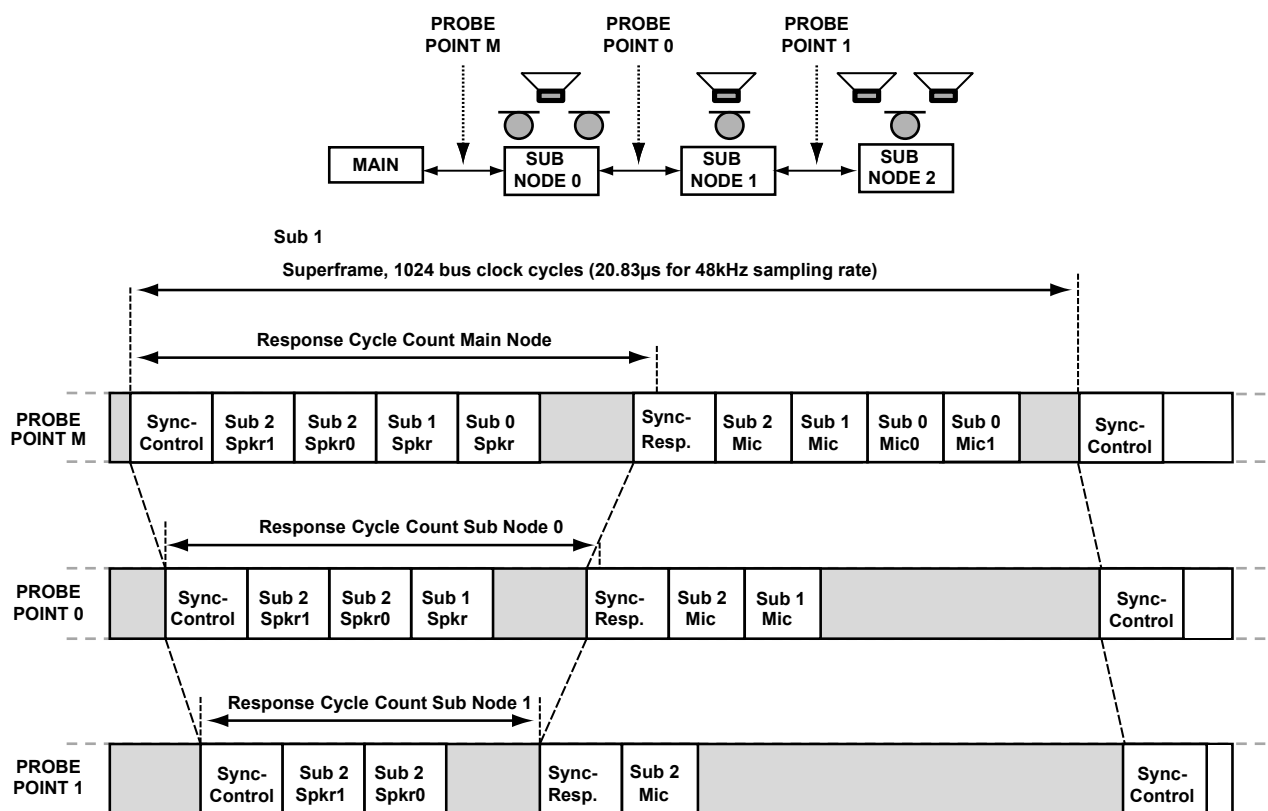 PROBE
POINT M
PROBE
POINT 0
PROBE
POINT 1
MAIN
SUB
NODE 0
SUB
NODE 1
SUB
NODE 2
Sub 1
Superframe, 1024 bus clock cycles (20.83µs for 48kHz sampling rate)
Response Cycle Count Main Node
PROBE
POINT M
Sync-
Control
Sub 2
Spkr1
Sub 2
Spkr0
Sub 1
Spkr
Sub 0
Spkr
Sync-
Resp.
Sub 2
Mic
Sub 1
Mic
Sub 0
Mic0
Sub 0
Mic1
Sync-
Control
Response Cycle Count Sub Node 0
PROBE
POINT 0
Sync-
Control
Sub 2
Spkr1
Sub 2
Spkr0
Sub 1
Spkr
Sync-
Resp.
Sub 2
Mic
Sub 1
Mic
Sync-
Control
Response Cycle Count Sub Node 1
PROBE
POINT 1
Sync-
Control
Sub 2
Spkr1
Sub 2
Spkr0
Sync-
Resp.
Sub 2
Mic
Sync-
Control